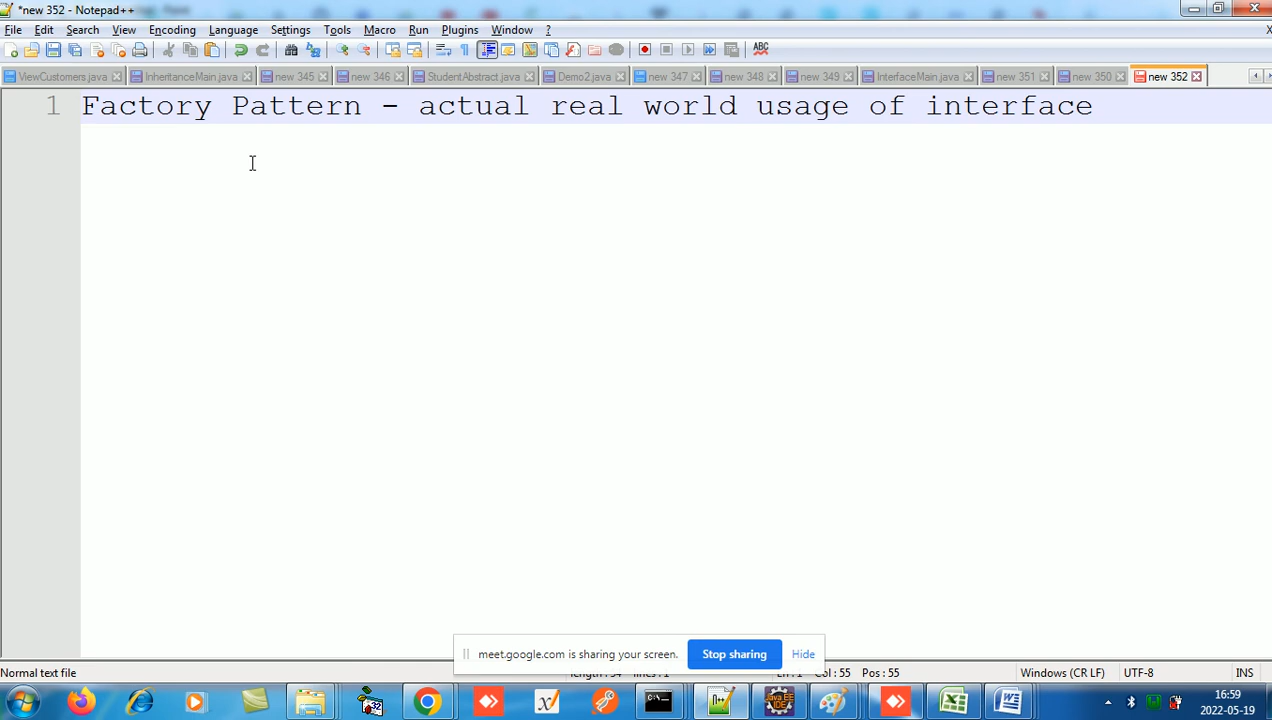 *new 352 - Notepad++
File Edit Search View Encoding Language Settings Tools Macro Run Plugins Window ?
ABC
ViewCustomers.java InheritanceMain.java new 345 new 346 StudentAbstract.java Demo2.java new 347 new 348 new 349 InterfaceMain.java new 351 new 350 new 352
1 Factory Pattern - actual real world usage of interface
meet.google.com is sharing your screen. Stop sharing Hide
Normal text file Col : 55 Pos : 55 Windows (CR LF) UTF-8 INS
16:59
2022-05-19